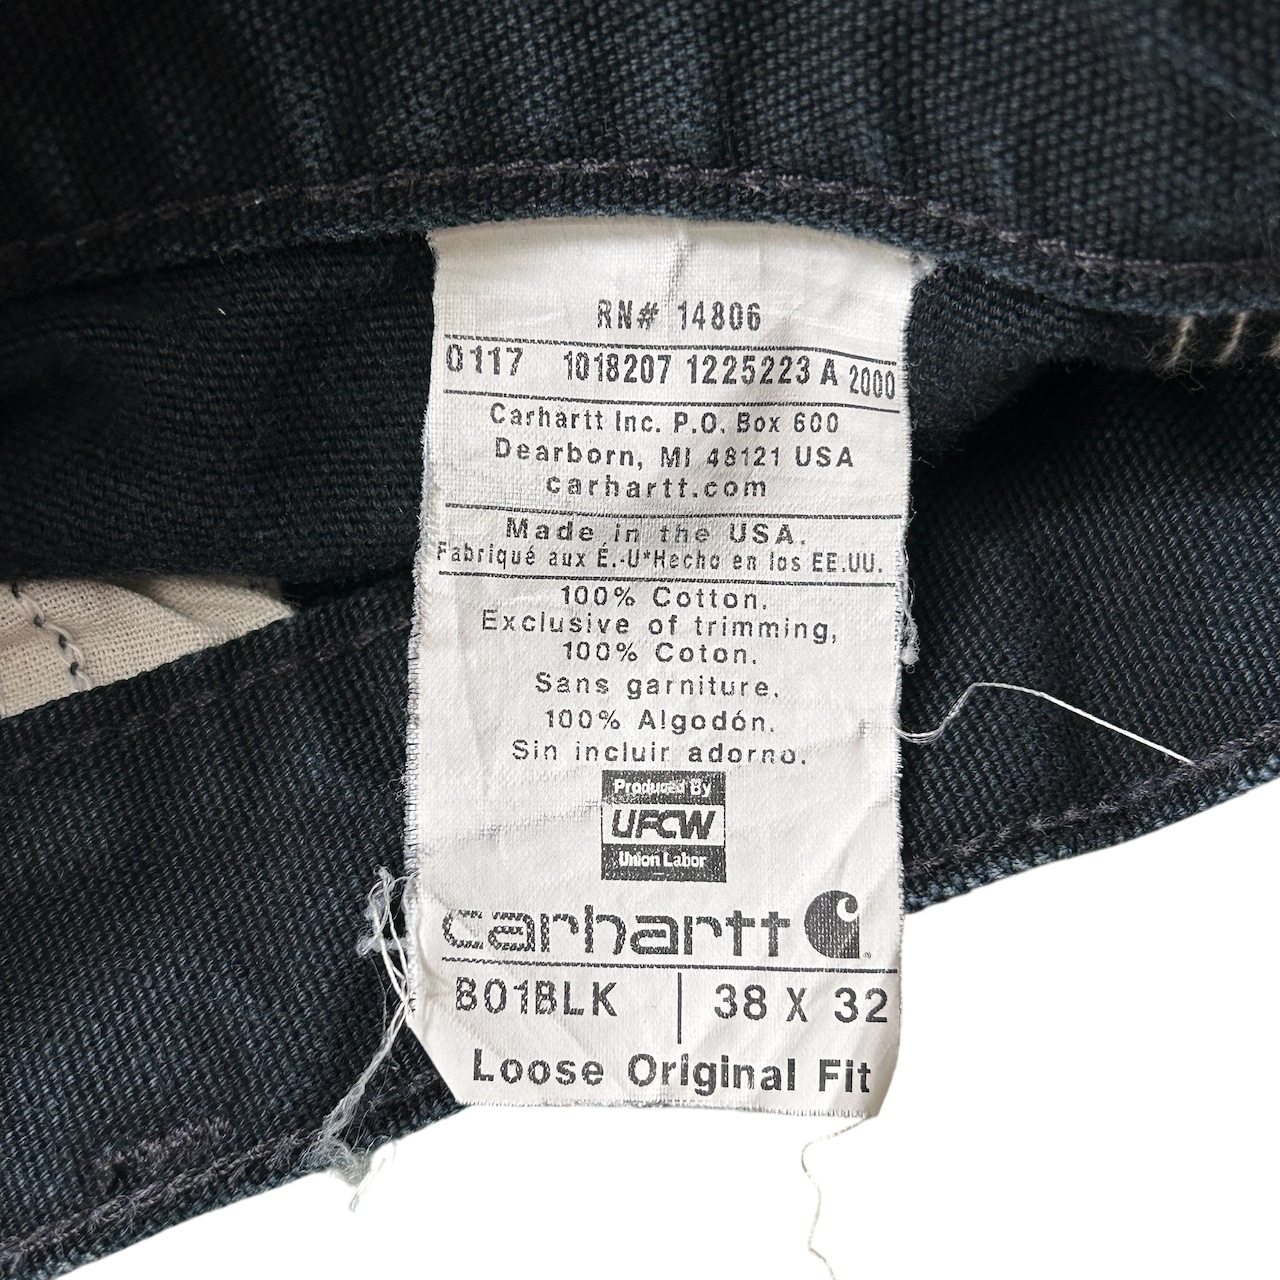 RN# 14806
0117 1018207 1225223 A 2000
Carhartt Inc. P.O. Box 600
Dearborn, MI 48121 USA
carhartt.com
Made in the USA.
Fabriqué aux É.-U*Hecho en los EE.UU.
100% Cotton.
Exclusive of trimming,
100% Coton.
Sans garniture.
100% Algodón.
Sin incluir adorno.
Produced By
UFCW
Union Labor
carhartt
B01BLK | 38 X 32
Loose Original Fit